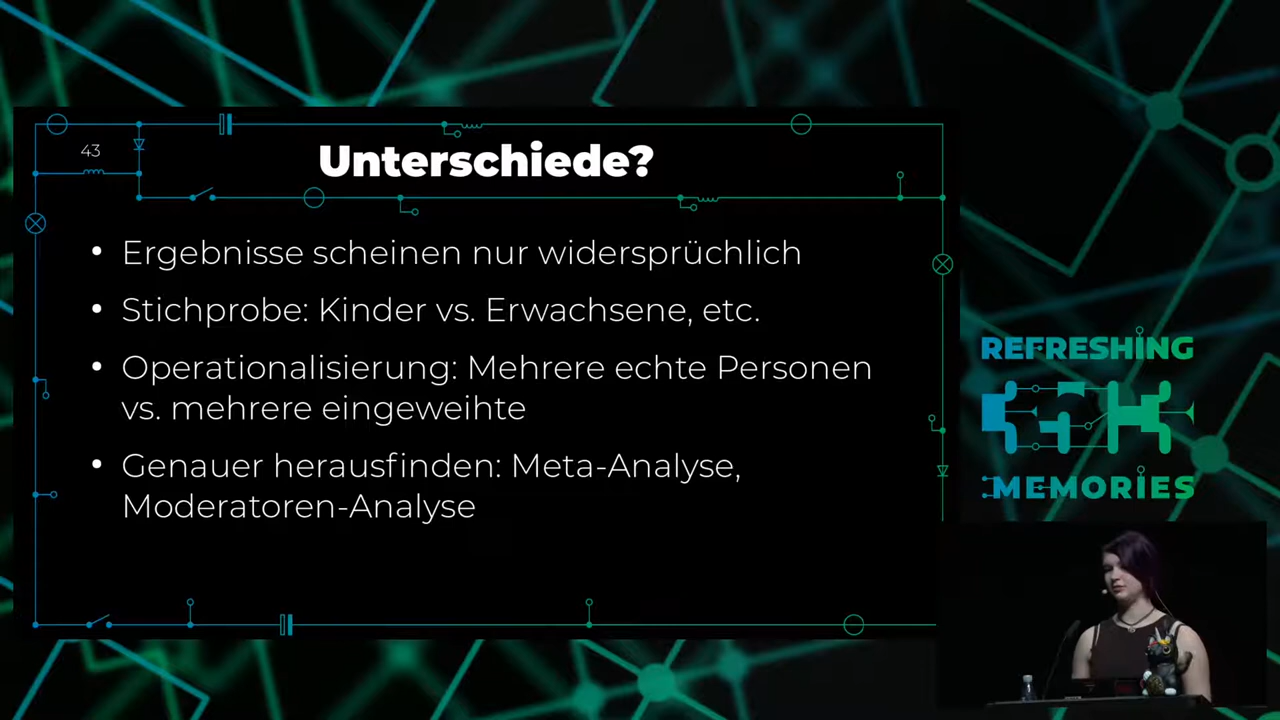 43
Unterschiede?
• Ergebnisse scheinen nur widersprüchlich
• Stichprobe: Kinder vs. Erwachsene, etc.
• Operationalisierung: Mehrere echte Personen
vs. mehrere eingeweihte
• Genauer herausfinden: Meta-Analyse,
Moderatoren-Analyse
REFRESHING
MEMORIES